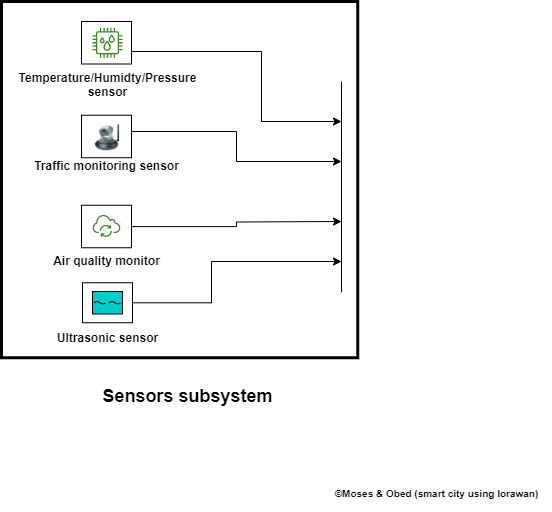 Temperature/Humidty/Pressure
sensor
Traffic monitoring sensor
Air quality monitor
Ultrasonic sensor
Sensors subsystem
©Moses & Obed (smart city using lorawan)